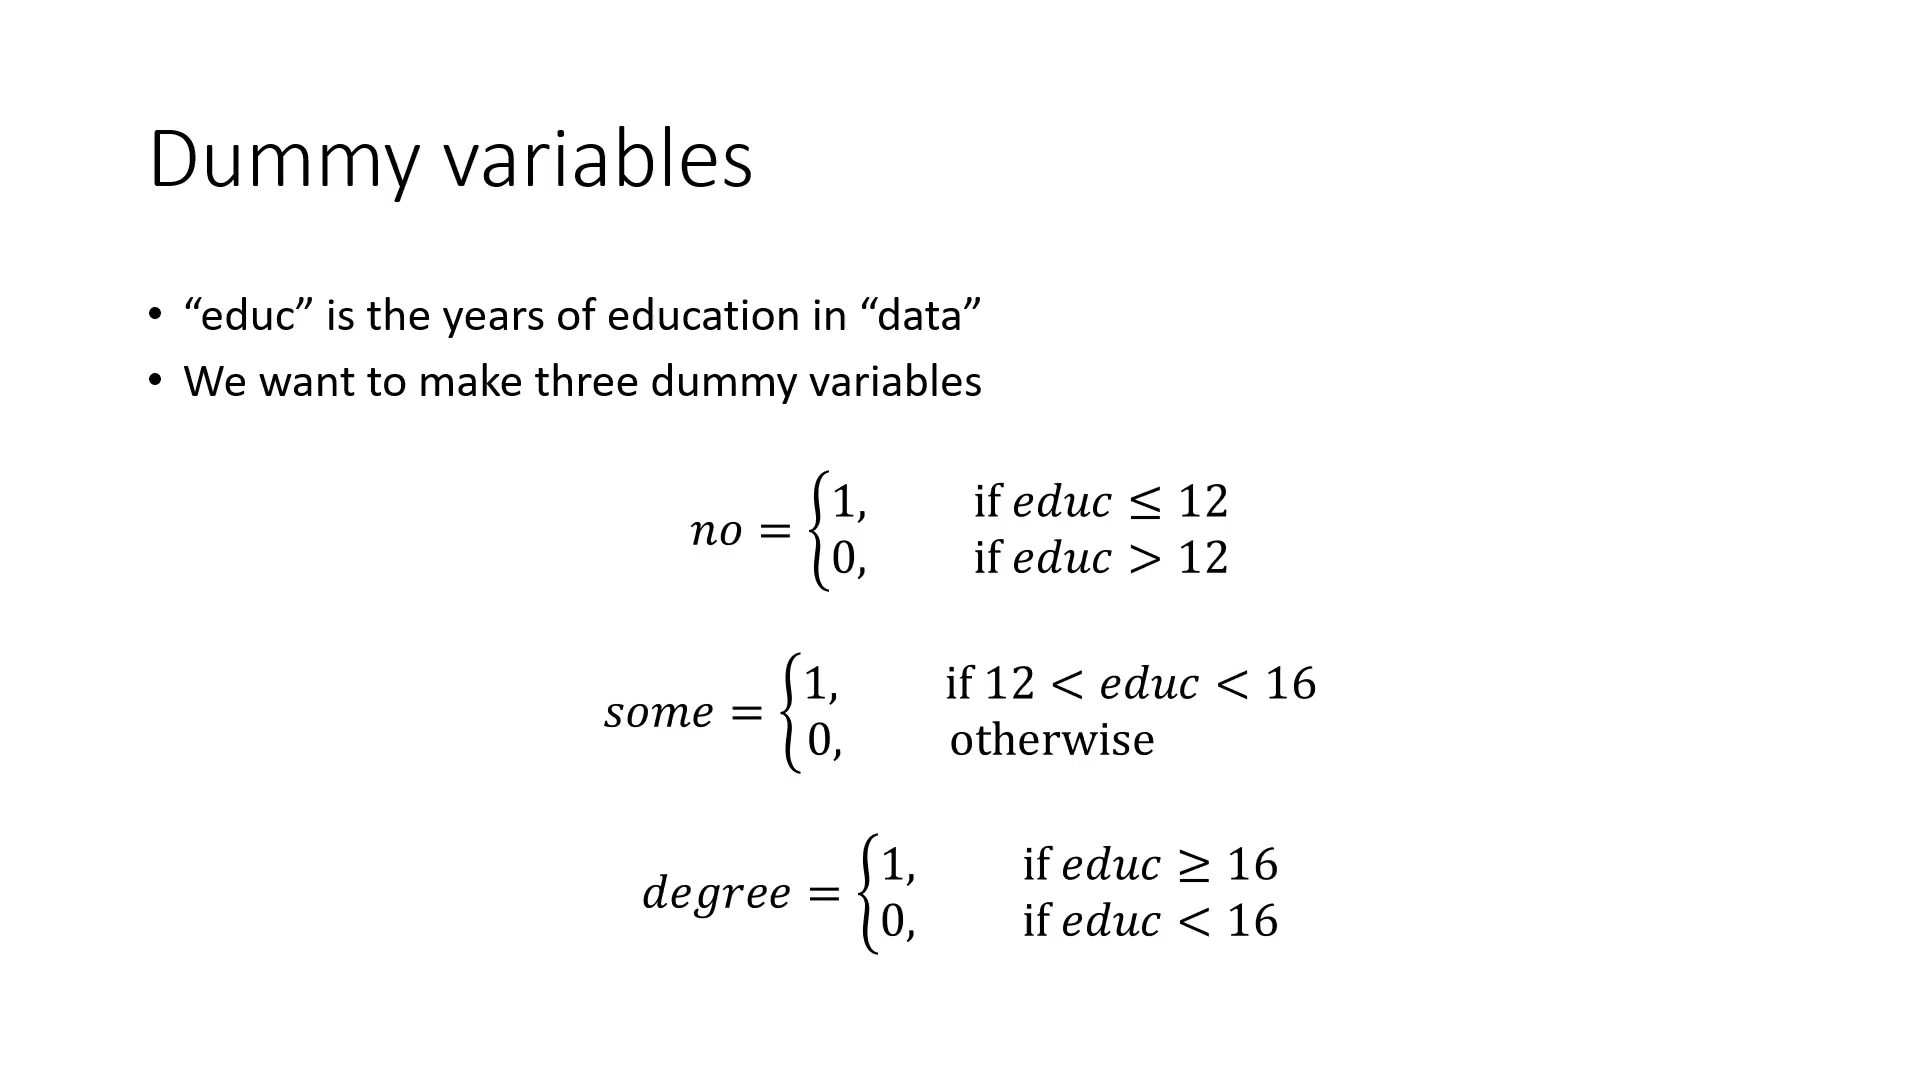 Dummy variables
• “educ” is the years of education in “data”
• We want to make three dummy variables
no = {1, if educ ≤ 12
0, if educ > 12
some = {1, if 12 < educ < 16
0, otherwise
degree = {1, if educ ≥ 16
0, if educ < 16